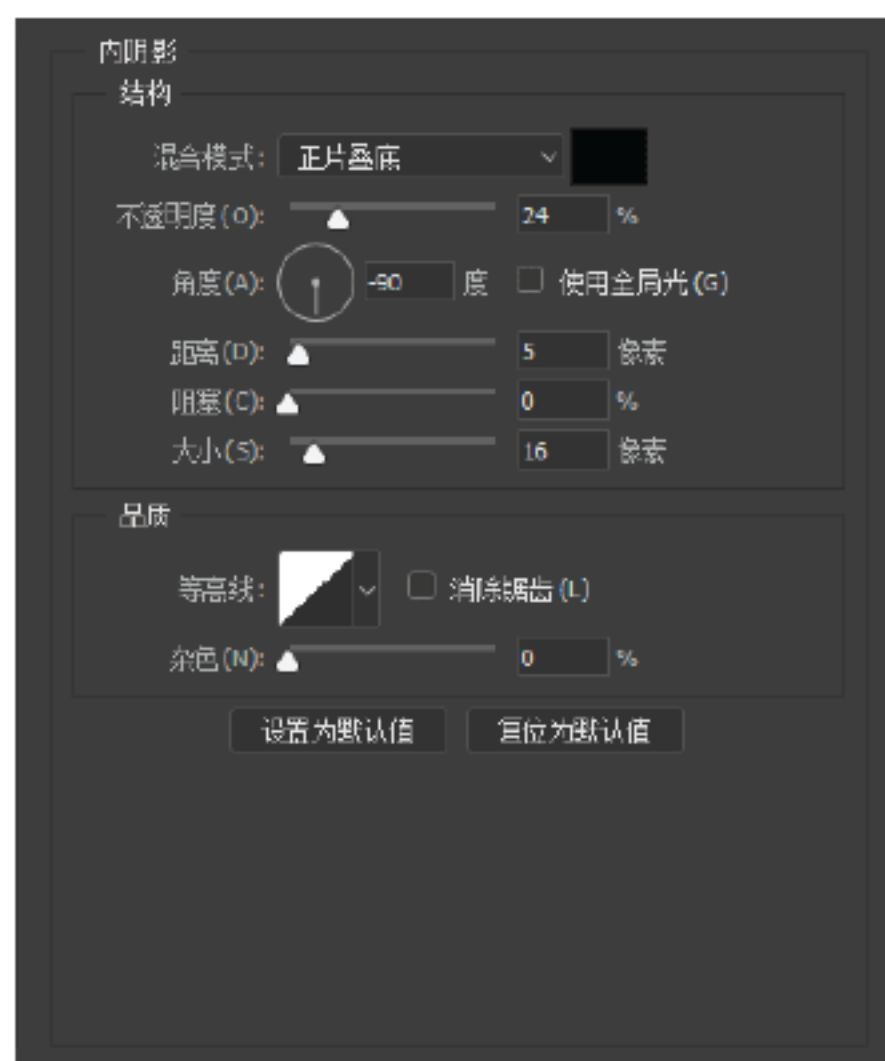 内阴影
结构
混合模式: 正片叠底
不透明度(O): 24 %
角度(A): -90 度 使用全局光(G)
距离(D): 5 像素
阻塞(C): 0 %
大小(S): 16 像素
品质
等高线: 消除锯齿(L)
杂色(N): 0 %
设置为默认值 复位为默认值